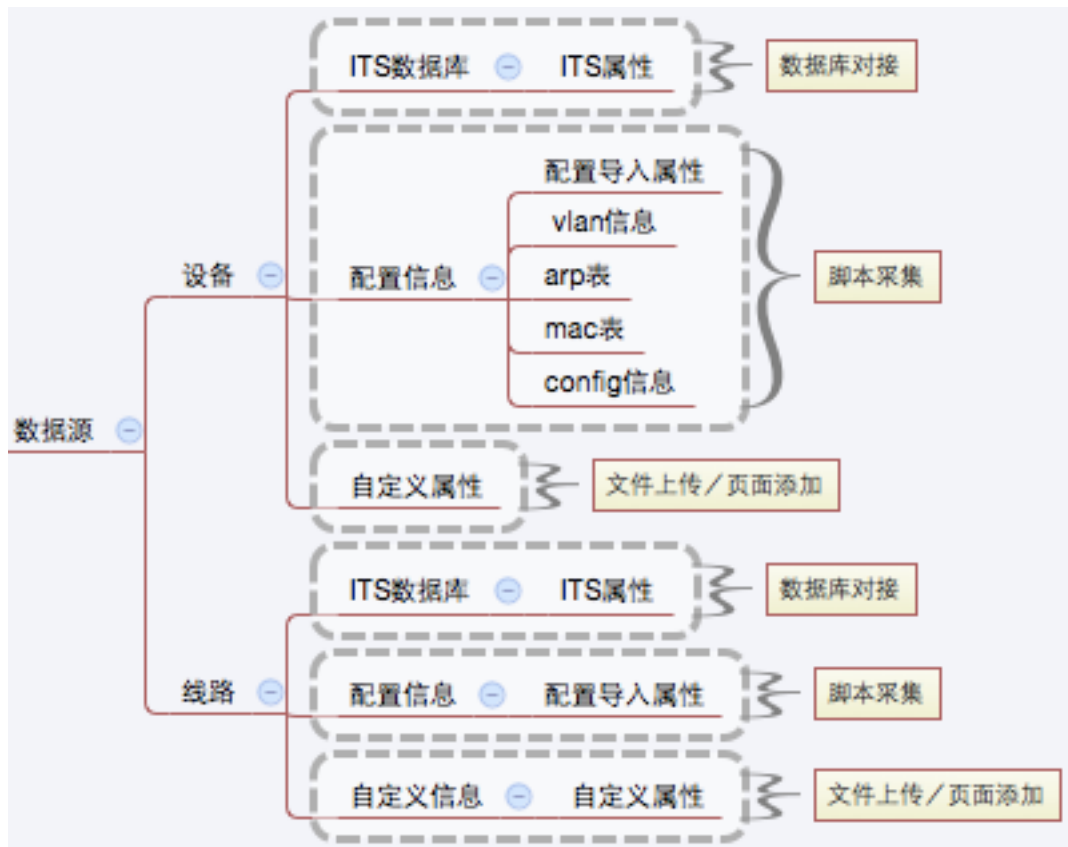 ITS数据库 ITS属性 数据库对接
配置导入属性
vlan信息
设备 配置信息 arp表 脚本采集
mac表
config信息
数据源
自定义属性 文件上传／页面添加
ITS数据库 ITS属性 数据库对接
线路 配置信息 配置导入属性 脚本采集
自定义信息 自定义属性 文件上传／页面添加